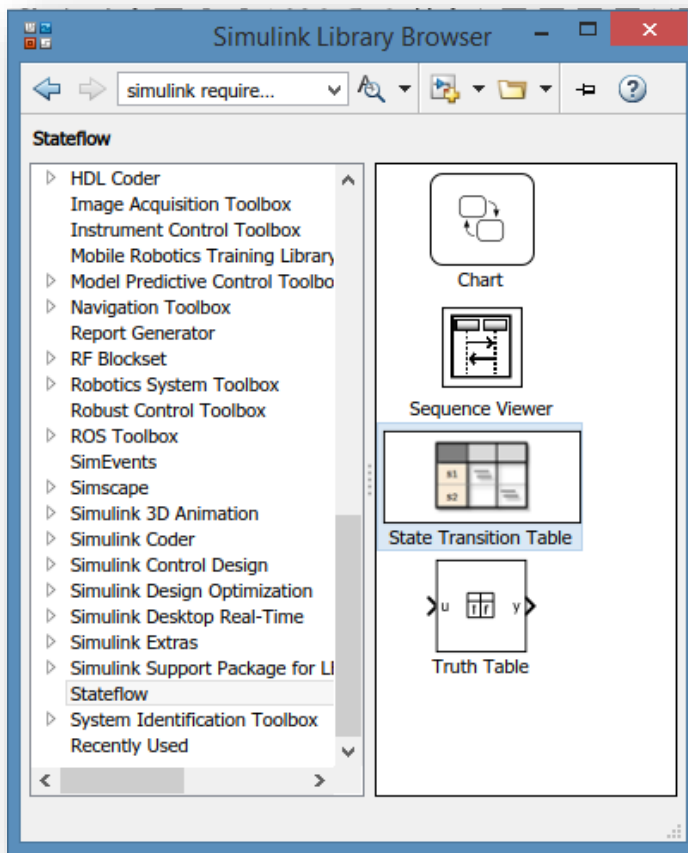 Simulink Library Browser
simulink require...
Stateflow
HDL Coder
Image Acquisition Toolbox
Instrument Control Toolbox
Mobile Robotics Training Library
Model Predictive Control Toolbo
Navigation Toolbox
Report Generator
RF Blockset
Robotics System Toolbox
Robust Control Toolbox
ROS Toolbox
SimEvents
Simscape
Simulink 3D Animation
Simulink Coder
Simulink Control Design
Simulink Design Optimization
Simulink Desktop Real-Time
Simulink Extras
Simulink Support Package for LE
Stateflow
System Identification Toolbox
Recently Used
Chart
Sequence Viewer
s1
s2
State Transition Table
u T F y
Truth Table